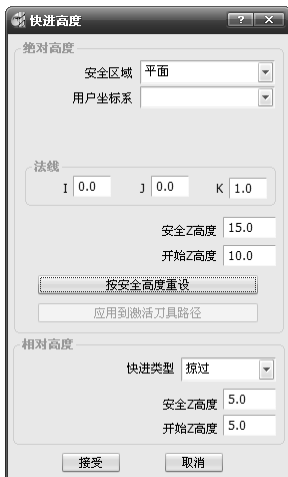 快进高度
绝对高度
安全区域 平面
用户坐标系
法线
I 0.0 J 0.0 K 1.0
安全Z高度 15.0
开始Z高度 10.0
按安全高度重设
应用到激活刀具路径
相对高度
快进类型 掠过
安全Z高度 5.0
开始Z高度 5.0
接受 取消